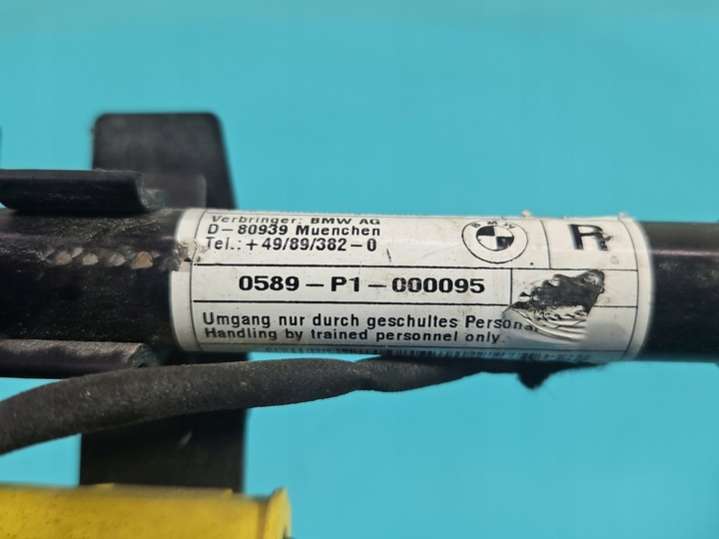 Verbringer: BMW AG
D-80939 Muenchen
Tel.: +49/89/382-0
BMW
R
0589-P1-000095
Umgang nur durch geschultes
Handling by trained personnel only.